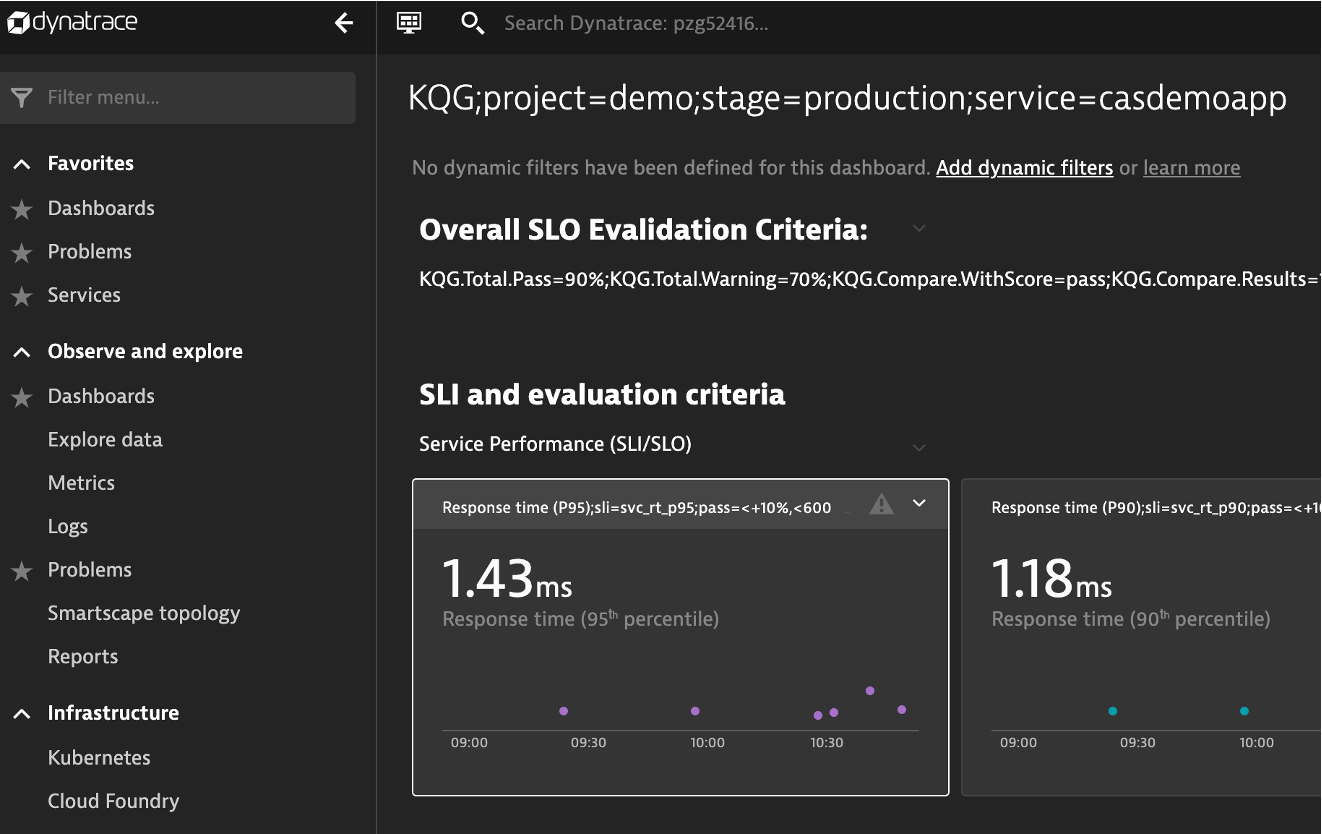 dynatrace
Search Dynatrace: pzg52416...
Filter menu...
Favorites
Dashboards
Problems
Services
Observe and explore
Dashboards
Explore data
Metrics
Logs
Problems
Smartscape topology
Reports
Infrastructure
Kubernetes
Cloud Foundry
KQG;project=demo;stage=production;service=casdemoapp
No dynamic filters have been defined for this dashboard. Add dynamic filters or learn more
Overall SLO Evalidation Criteria:
KQG.Total.Pass=90%;KQG.Total.Warning=70%;KQG.Compare.WithScore=pass;KQG.Compare.Results=
SLI and evaluation criteria
Service Performance (SLI/SLO)
Response time (P95);sli=svc_rt_p95;pass=<+10%,<600
1.43ms
Response time (95th percentile)
09:00 09:30 10:00 10:30
Response time (P90);sli=svc_rt_p90;pass=<+10
1.18ms
Response time (90th percentile)
09:00 09:30 10:00